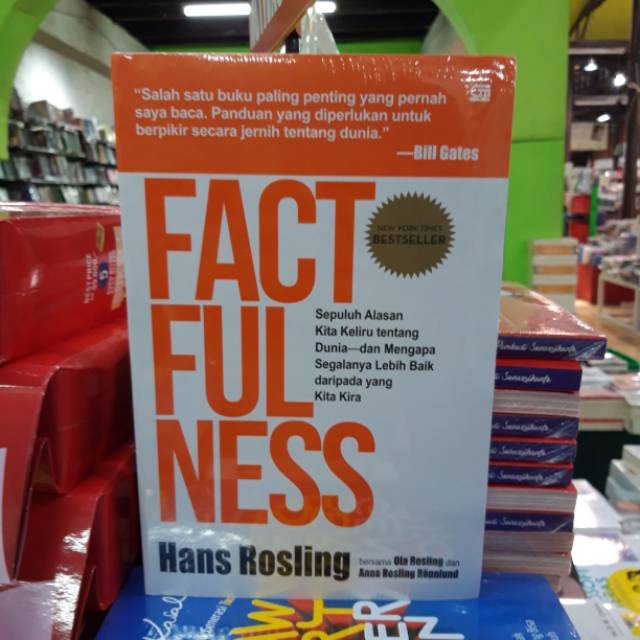 “Salah satu buku paling penting yang pernah
saya baca. Panduan yang diperlukan untuk
berpikir secara jernih tentang dunia.”
—Bill Gates
FACT
FUL
NESS
NEW YORK TIMES
BESTSELLER
Sepuluh Alasan
Kita Keliru tentang
Dunia—dan Mengapa
Segalanya Lebih Baik
daripada yang
Kita Kira
Hans Rosling
bersama Ola Rosling dan
Anna Rosling Rönnlund
BEST PRICE